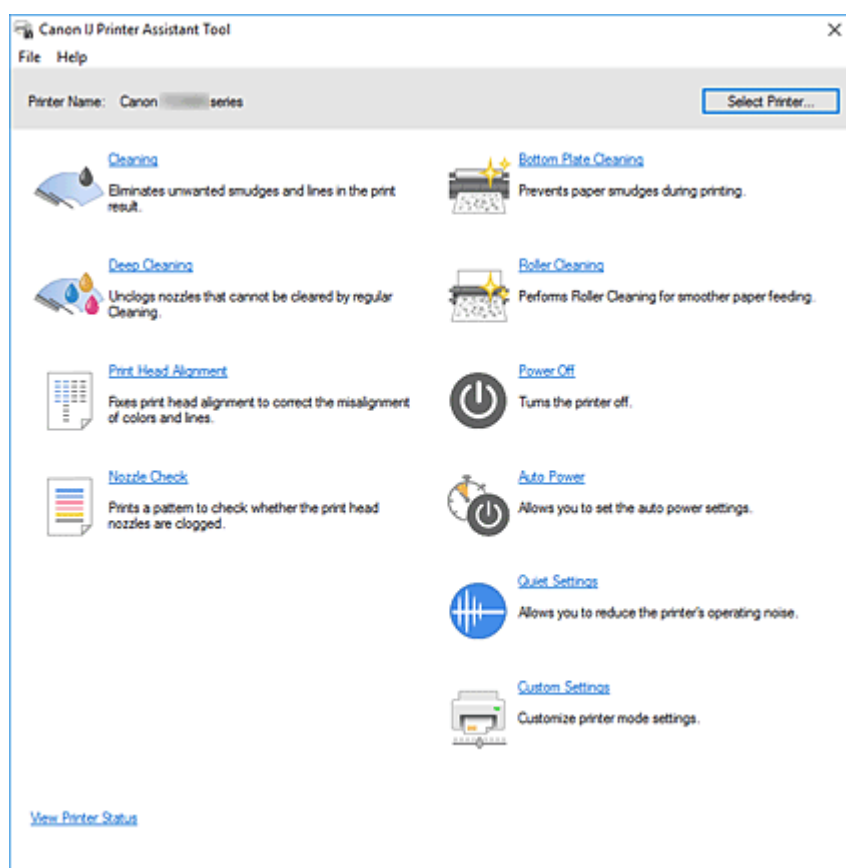 Canon IJ Printer Assistant Tool
File Help
Printer Name: Canon series
Select Printer...
Cleaning
Eliminates unwanted smudges and lines in the print
result.
Deep Cleaning
Unclogs nozzles that cannot be cleared by regular
Cleaning.
Print Head Alignment
Fixes print head alignment to correct the misalignment
of colors and lines.
Nozzle Check
Prints a pattern to check whether the print head
nozzles are clogged.
Bottom Plate Cleaning
Prevents paper smudges during printing.
Roller Cleaning
Performs Roller Cleaning for smoother paper feeding.
Power Off
Turns the printer off.
Auto Power
Allows you to set the auto power settings.
Quiet Settings
Allows you to reduce the printer's operating noise.
Custom Settings
Customize printer mode settings.
View Printer Status